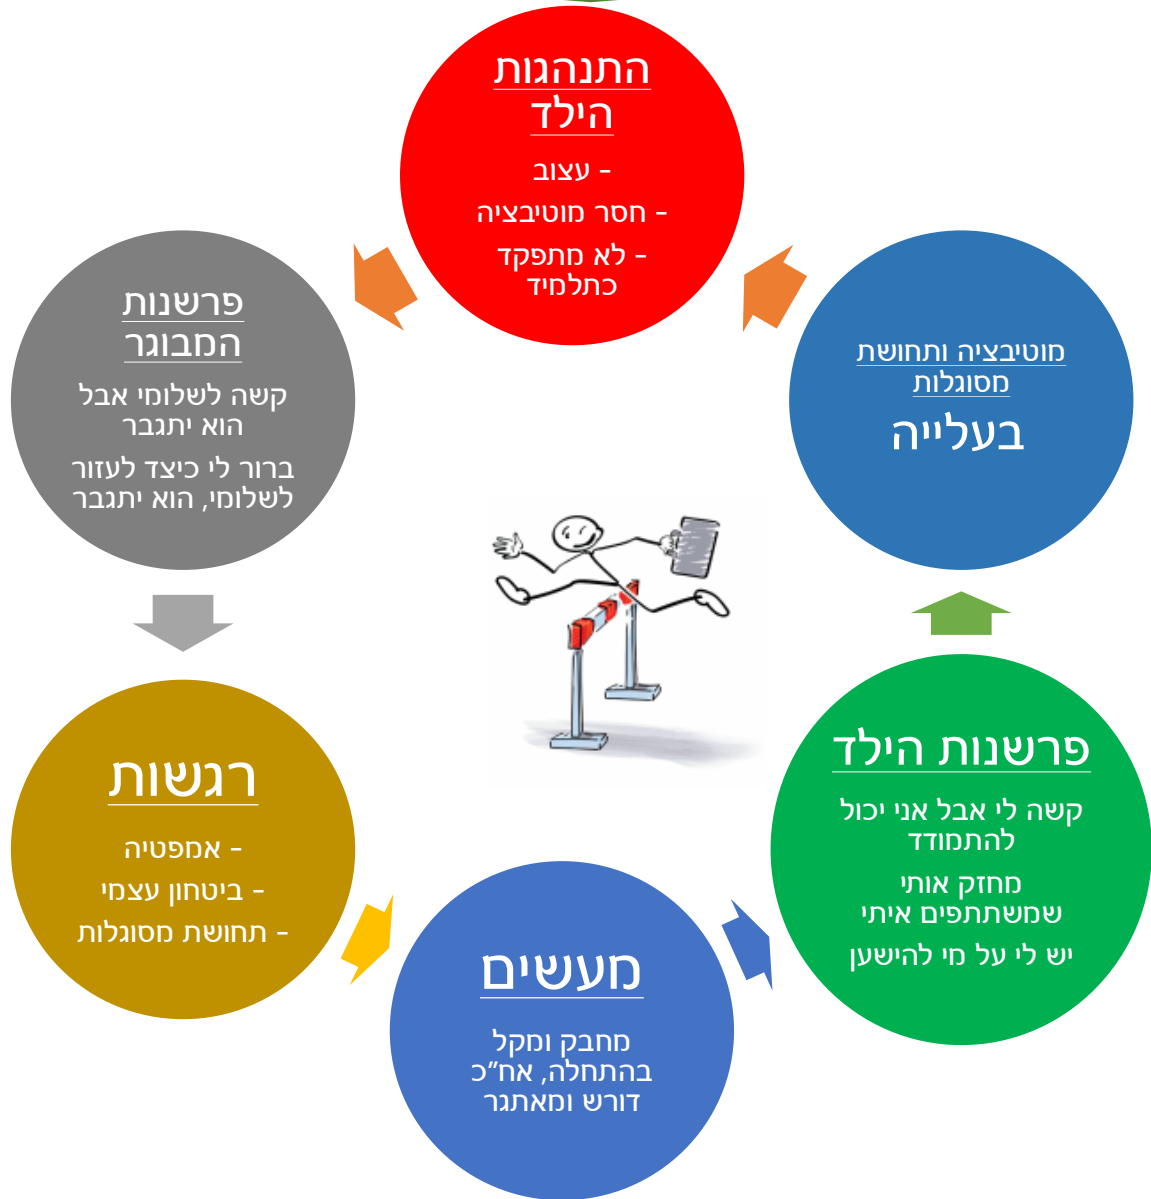 התנהגות
הילד
- עצוב
- חסר מוטיבציה
- לא מתפקד
כתלמיד
פרשנות
המבוגר
קשה לשלומי אבל
הוא יתגבר
ברור לי כיצד לעזור
לשלומי, הוא יתגבר
רגשות
- אמפטיה
- ביטחון עצמי
- תחושת מסוגלות
מעשים
מחבק ומקל
בהתחלה, אח״כ
דורש ומאתגר
פרשנות הילד
קשה לי אבל אני יכול
להתמודד
מחזק אותי
שמשתתפים איתי
יש לי על מי להישען
מוטיבציה ותחושת
מסוגלות
בעלייה